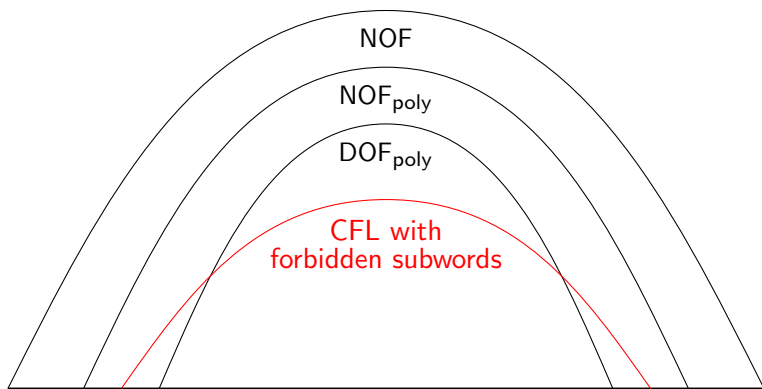 NOF
NOFpoly
DOFpoly
CFL with
forbidden subwords